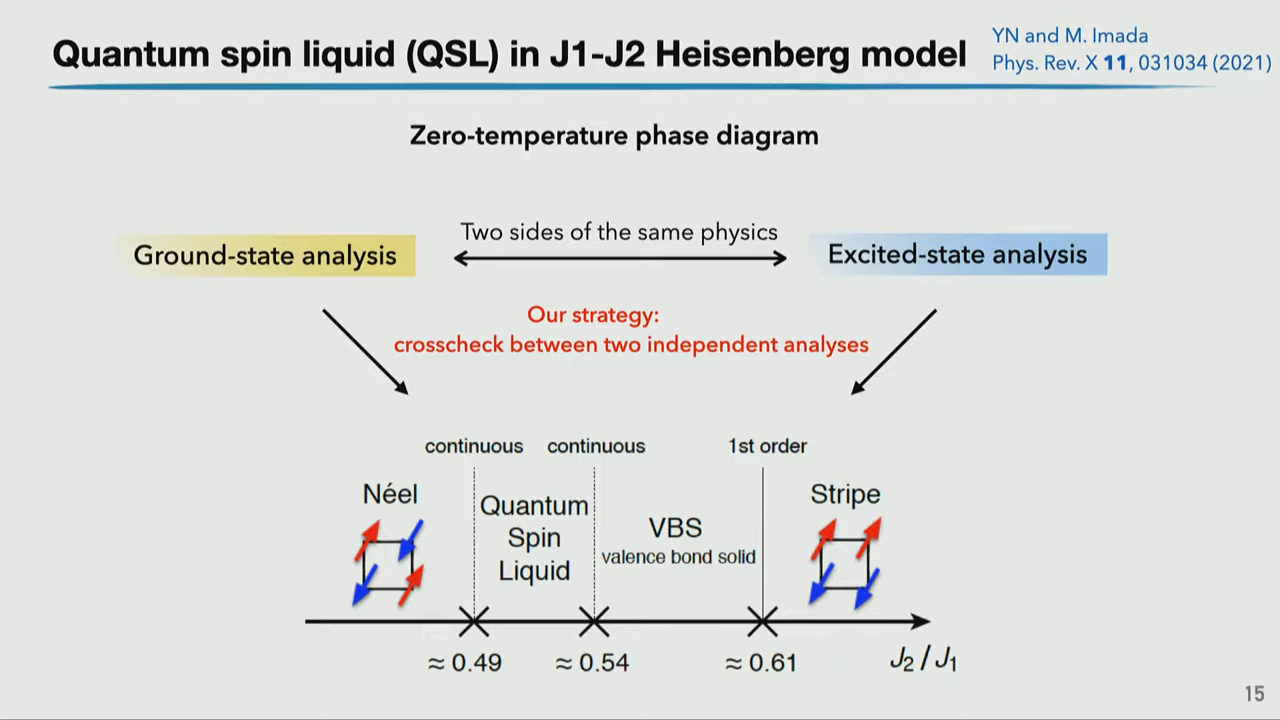 Quantum spin liquid (QSL) in J1-J2 Heisenberg model
YN and M. Imada
Phys. Rev. X 11, 031034 (2021)
Zero-temperature phase diagram
Ground-state analysis
Two sides of the same physics
Excited-state analysis
Our strategy:
crosscheck between two independent analyses
continuous
continuous
1st order
Néel
Quantum
Spin
Liquid
VBS
valence bond solid
Stripe
≈ 0.49
≈ 0.54
≈ 0.61
J2 / J1
15